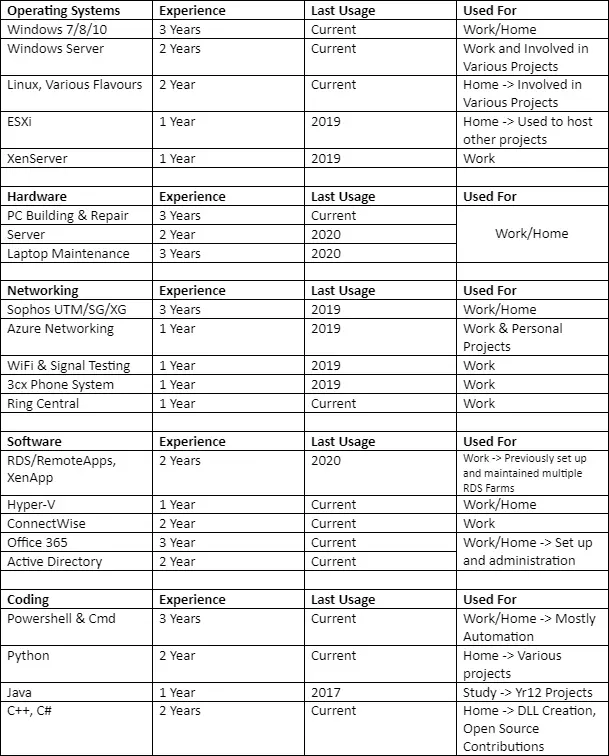 Operating Systems Experience Last Usage Used For
Windows 7/8/10 3 Years Current Work/Home
Windows Server 2 Years Current Work and Involved in
Various Projects
Linux, Various Flavours 2 Year Current Home -> Involved in
Various Projects
ESXi 1 Year 2019 Home -> Used to host
other projects
XenServer 1 Year 2019 Work
Hardware Experience Last Usage Used For
PC Building & Repair 3 Years Current
Server 2 Year 2020 Work/Home
Laptop Maintenance 3 Years 2020
Networking Experience Last Usage Used For
Sophos UTM/SG/XG 3 Years 2019 Work/Home
Azure Networking 1 Year 2019 Work & Personal
Projects
WiFi & Signal Testing 1 Year 2019 Work
3cx Phone System 1 Year 2019 Work
Ring Central 1 Year Current Work
Software Experience Last Usage Used For
RDS/RemoteApps, 2 Years 2020 Work -> Previously set up
XenApp and maintained multiple
RDS Farms
Hyper-V 1 Year Current Work/Home
ConnectWise 2 Year Current Work
Office 365 3 Year Current Work/Home -> Set up
Active Directory 2 Year Current and administration
Coding Experience Last Usage Used For
Powershell & Cmd 3 Years Current Work/Home -> Mostly
Automation
Python 2 Year Current Home -> Various
projects
Java 1 Year 2017 Study -> Yr12 Projects
C++, C# 2 Years Current Home -> DLL Creation,
Open Source
Contributions